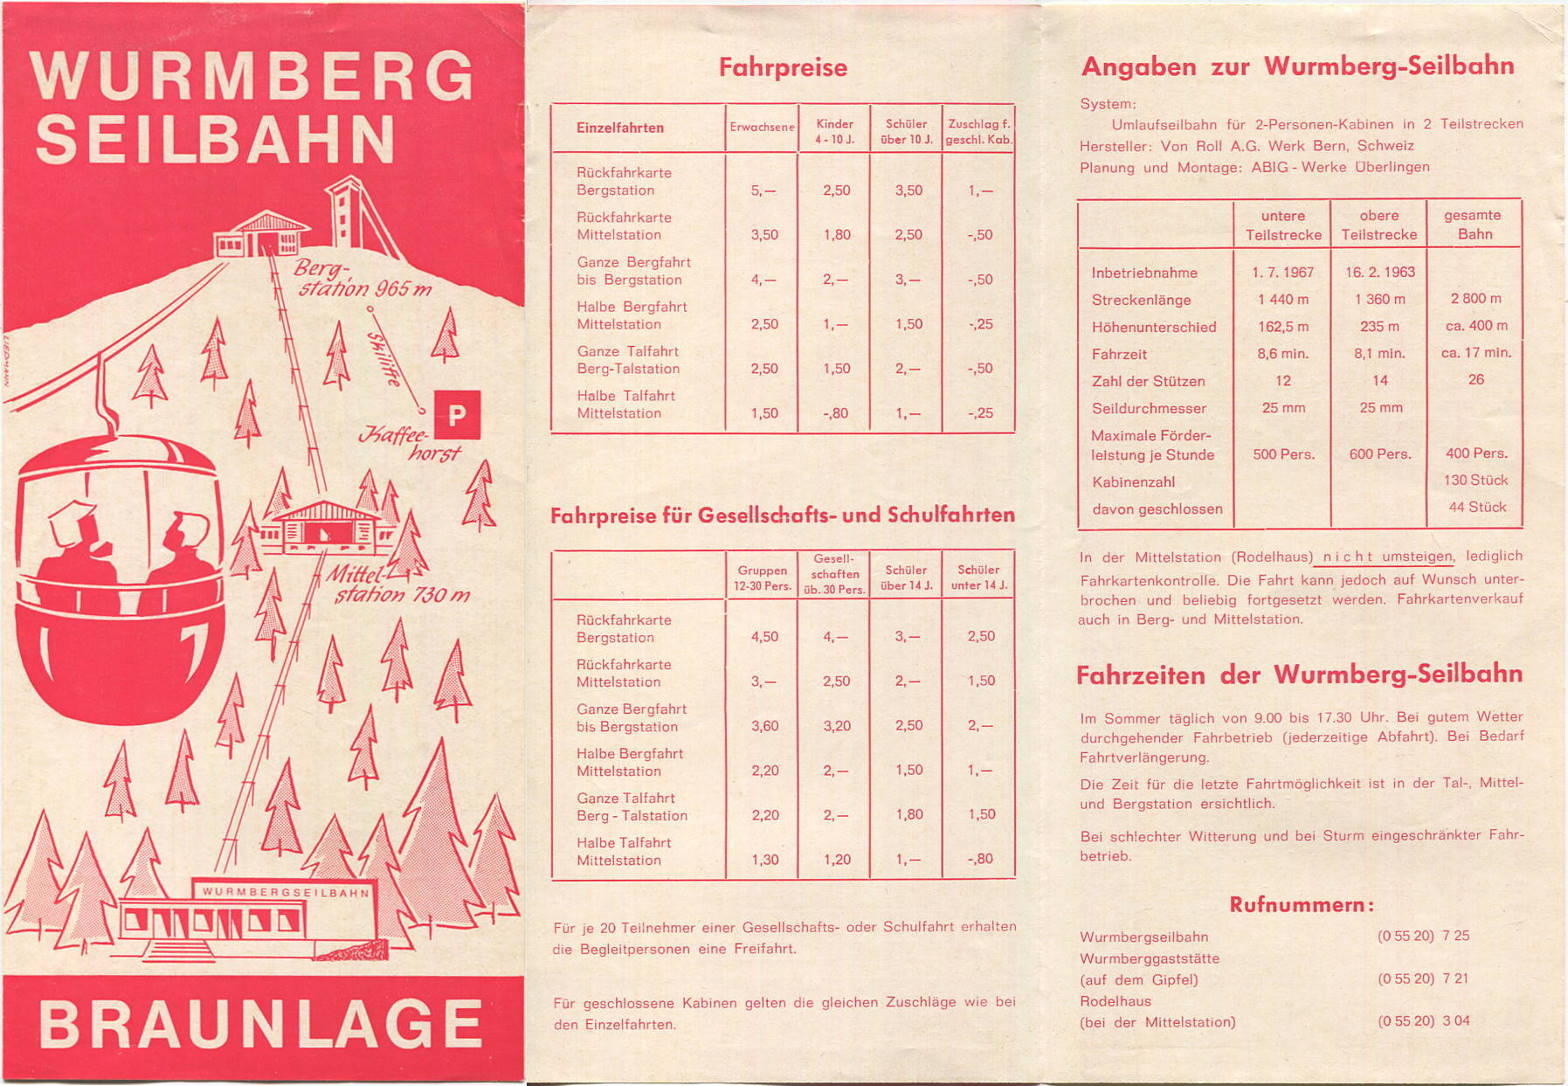 WURMBERG
SEILBAHN
Berg-
station 965 m
Skilifte
P
Kaffee-
horst
Mittel-
station 730 m
WURMBERGSEILBAHN
BRAUNLAGE
Fahrpreise
Einzelfahrten Erwachsene Kinder 4 - 10 J. Schüler über 10 J. Zuschlag f. geschl. Kab.
Rückfahrkarte
Bergstation 5,— 2,50 3,50 1,—
Rückfahrkarte
Mittelstation 3,50 1,80 2,50 -,50
Ganze Bergfahrt
bis Bergstation 4,— 2,— 3,— -,50
Halbe Bergfahrt
Mittelstation 2,50 1,— 1,50 -,25
Ganze Talfahrt
Berg-Talstation 2,50 1,50 2,— -,50
Halbe Talfahrt
Mittelstation 1,50 -,80 1,— -,25
Fahrpreise für Gesellschafts- und Schulfahrten
Gruppen 12-30 Pers. Gesell-schaften üb. 30 Pers. Schüler über 14 J. Schüler unter 14 J.
Rückfahrkarte
Bergstation 4,50 4,— 3,— 2,50
Rückfahrkarte
Mittelstation 3,— 2,50 2,— 1,50
Ganze Bergfahrt
bis Bergstation 3,60 3,20 2,50 2,—
Halbe Bergfahrt
Mittelstation 2,20 2,— 1,50 1,—
Ganze Talfahrt
Berg - Talstation 2,20 2,— 1,80 1,50
Halbe Talfahrt
Mittelstation 1,30 1,20 1,— -,80
Für je 20 Teilnehmer einer Gesellschafts- oder Schulfahrt erhalten
die Begleitpersonen eine Freifahrt.
Für geschlossene Kabinen gelten die gleichen Zuschläge wie bei
den Einzelfahrten.
Angaben zur Wurmberg-Seilbahn
System:
Umlaufseilbahn für 2-Personen-Kabinen in 2 Teilstrecken
Hersteller: Von Roll A.G. Werk Bern, Schweiz
Planung und Montage: ABIG - Werke Überlingen
untere Teilstrecke obere Teilstrecke gesamte Bahn
Inbetriebnahme 1. 7. 1967 16. 2. 1963
Streckenlänge 1 440 m 1 360 m 2 800 m
Höhenunterschied 162,5 m 235 m ca. 400 m
Fahrzeit 8,6 min. 8,1 min. ca. 17 min.
Zahl der Stützen 12 14 26
Seildurchmesser 25 mm 25 mm
Maximale Förder-
leistung je Stunde 500 Pers. 600 Pers. 400 Pers.
Kabinenzahl 130 Stück
davon geschlossen 44 Stück
In der Mittelstation (Rodelhaus) nicht umsteigen, lediglich
Fahrkartenkontrolle. Die Fahrt kann jedoch auf Wunsch unter-
brochen und beliebig fortgesetzt werden. Fahrkartenverkauf
auch in Berg- und Mittelstation.
Fahrzeiten der Wurmberg-Seilbahn
Im Sommer täglich von 9.00 bis 17.30 Uhr. Bei gutem Wetter
durchgehender Fahrbetrieb (jederzeitige Abfahrt). Bei Bedarf
Fahrtverlängerung.
Die Zeit für die letzte Fahrtmöglichkeit ist in der Tal-, Mittel-
und Bergstation ersichtlich.
Bei schlechter Witterung und bei Sturm eingeschränkter Fahr-
betrieb.
Rufnummern:
Wurmbergseilbahn (0 55 20) 7 25
Wurmberggaststätte
(auf dem Gipfel) (0 55 20) 7 21
Rodelhaus
(bei der Mittelstation) (0 55 20) 3 04